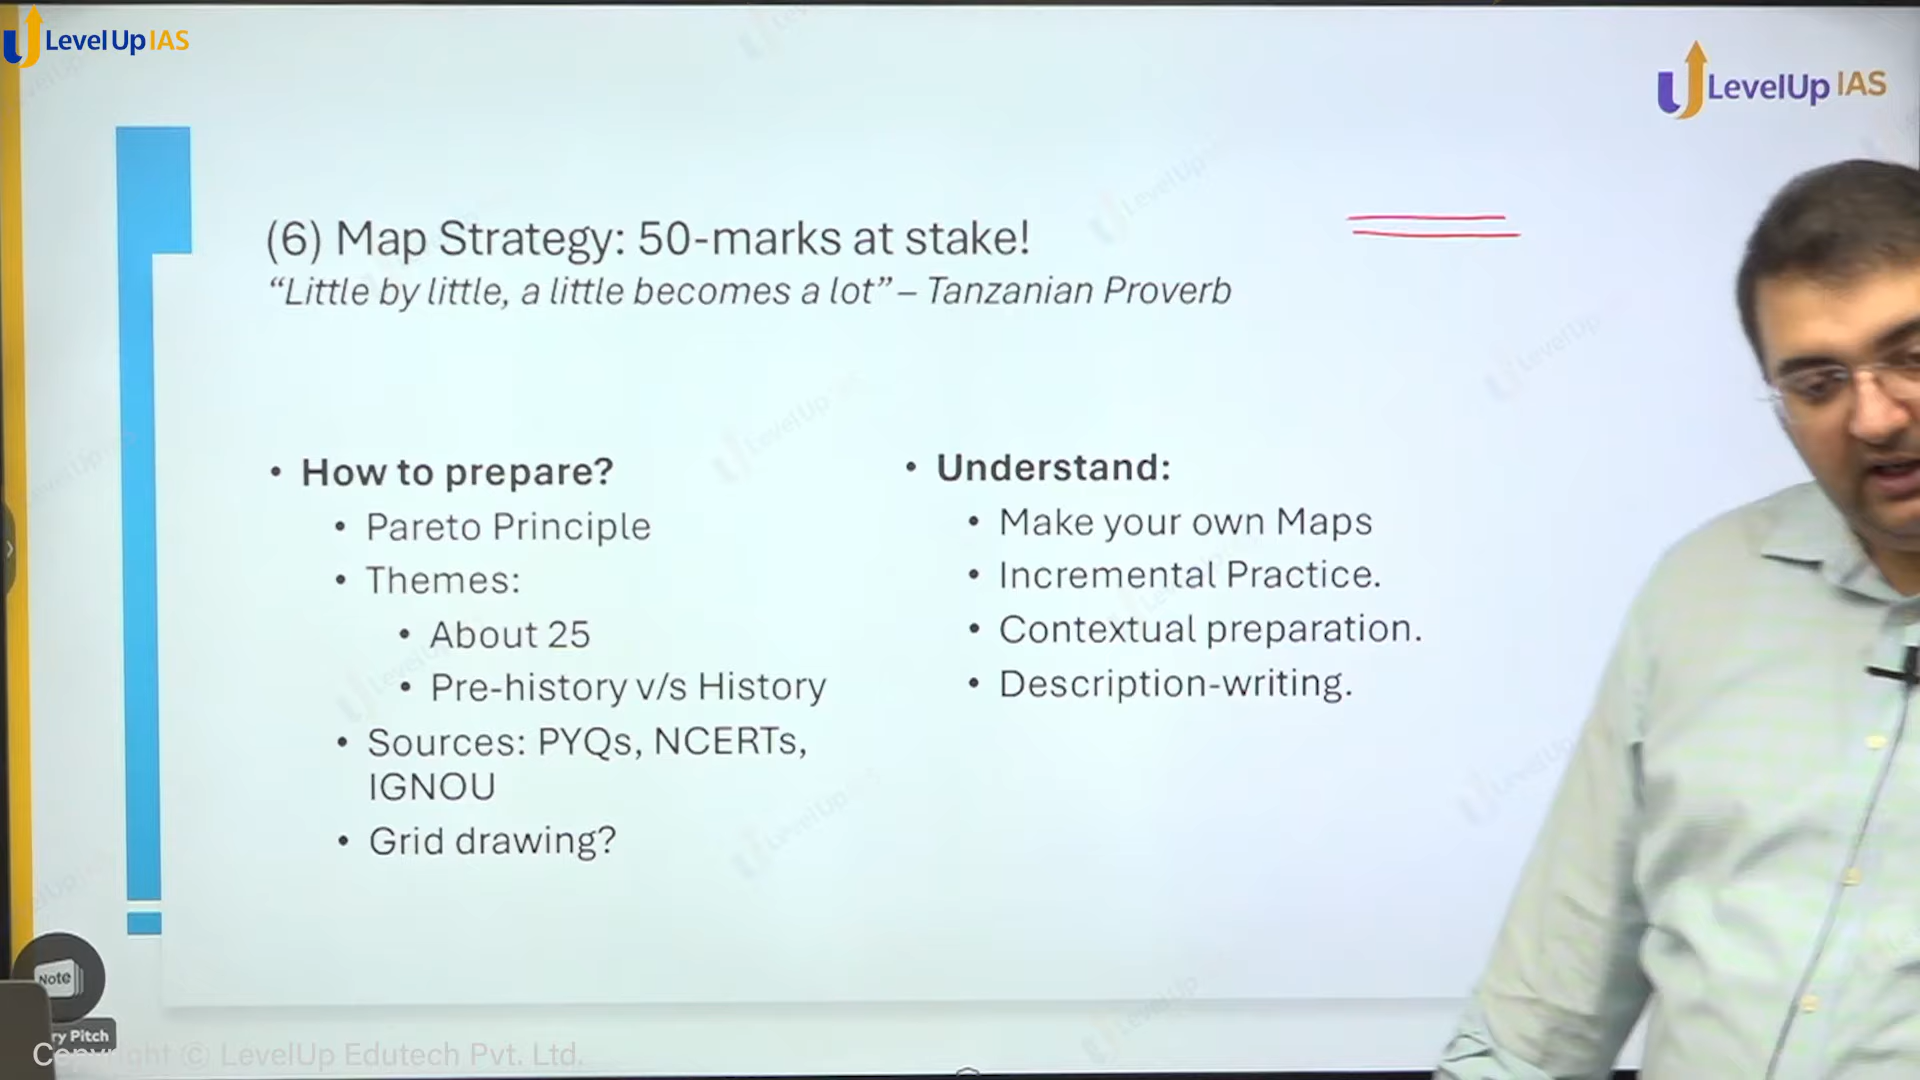 LevelUp IAS
LevelUp IAS
(6) Map Strategy: 50-marks at stake!
“Little by little, a little becomes a lot” – Tanzanian Proverb
• How to prepare?
• Pareto Principle
• Themes:
• About 25
• Pre-history v/s History
• Sources: PYQs, NCERTs,
IGNOU
• Grid drawing?
• Understand:
• Make your own Maps
• Incremental Practice.
• Contextual preparation.
• Description-writing.
Note
Pitch
Copyright © LevelUp Edutech Pvt. Ltd.